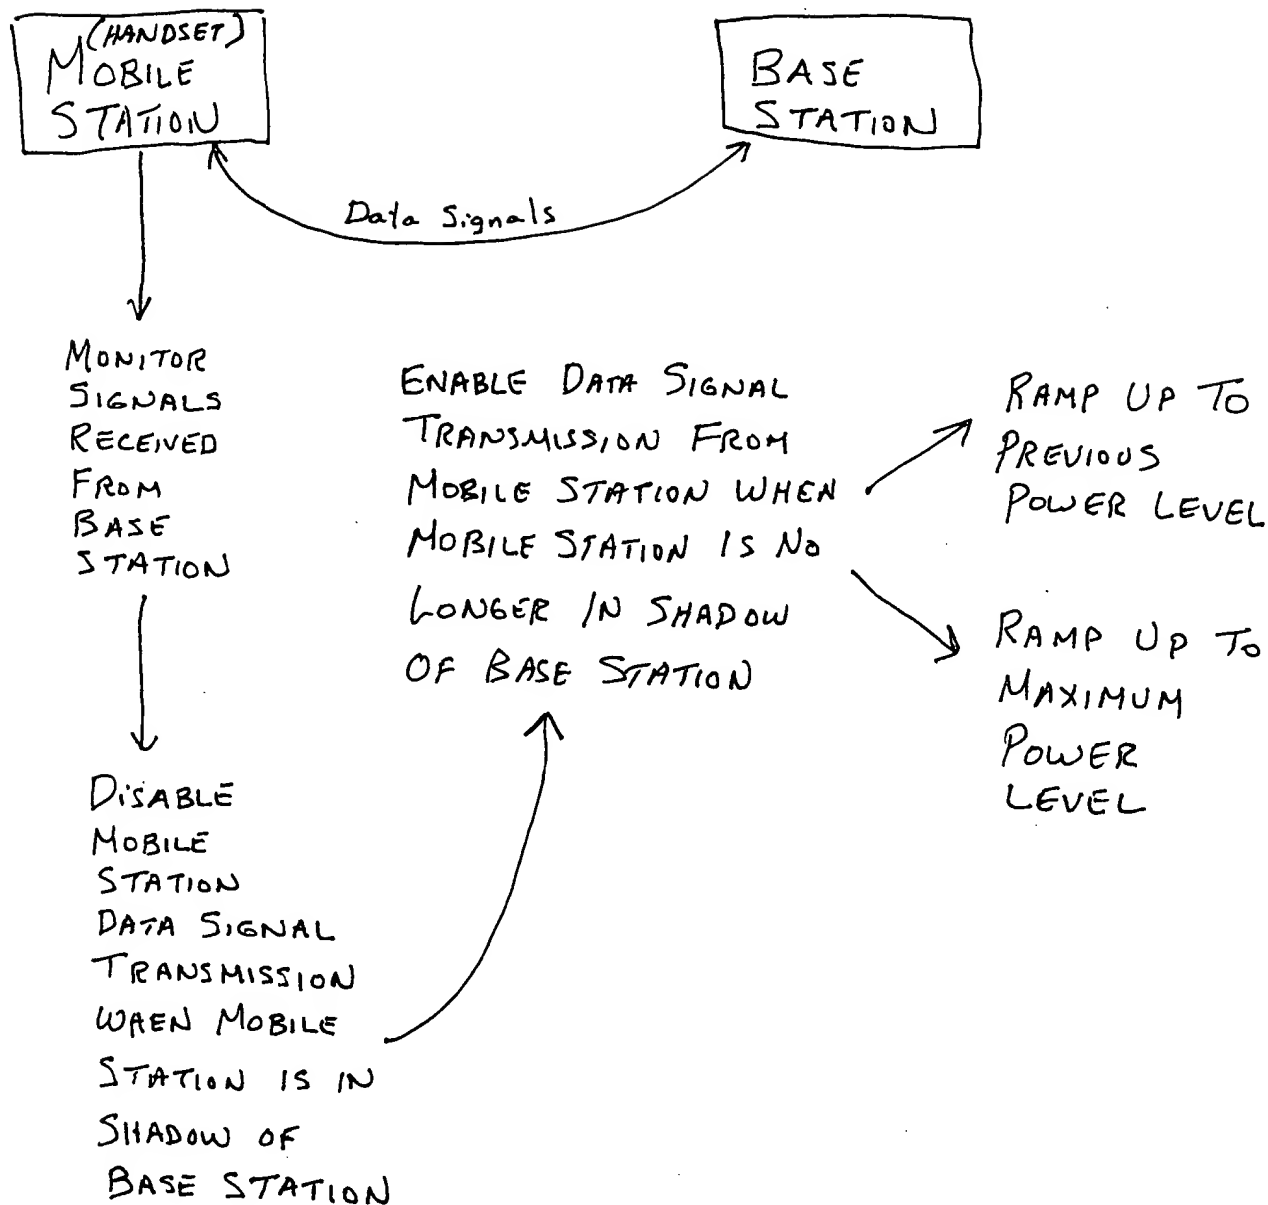 (HANDSET)
MOBILE
STATION
BASE
STATION
Data Signals
MONITOR
SIGNALS
RECEIVED
FROM
BASE
STATION
ENABLE DATA SIGNAL
TRANSMISSION FROM
MOBILE STATION WHEN
MOBILE STATION IS NO
LONGER IN SHADOW
OF BASE STATION
RAMP UP TO
PREVIOUS
POWER LEVEL
RAMP UP TO
MAXIMUM
POWER
LEVEL
DISABLE
MOBILE
STATION
DATA SIGNAL
TRANSMISSION
WHEN MOBILE
STATION IS IN
SHADOW OF
BASE STATION